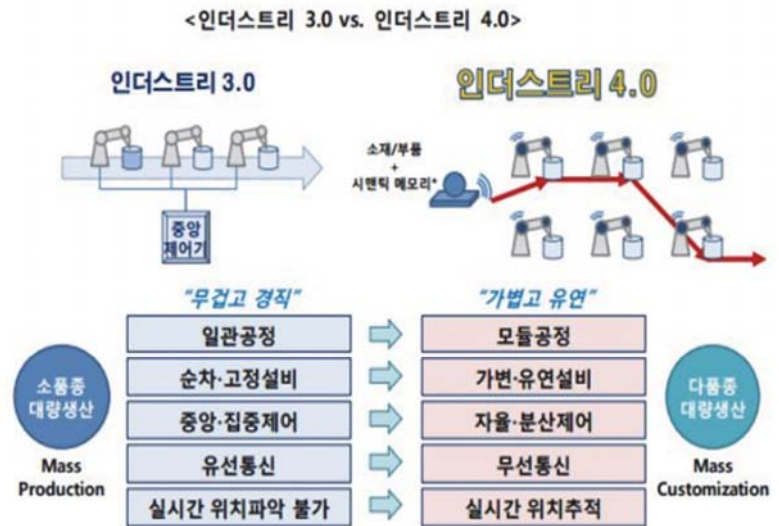 <인더스트리 3.0 vs. 인더스트리 4.0>
인더스트리 3.0
인더스트리 4.0
중앙
제어기
소재/부품
+
시맨틱 메모리*
"무겁고 경직"
"가볍고 유연"
일관공정
모듈공정
순차·고정설비
가변·유연설비
중앙·집중제어
자율·분산제어
유선통신
무선통신
실시간 위치파악 불가
실시간 위치추적
소품종
대량생산
Mass
Production
다품종
대량생산
Mass
Customization